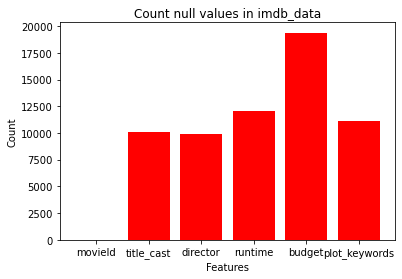 Count null values in imdb_data
20000
17500
15000
12500
10000
7500
5000
2500
0
Count
movieId title_cast director runtime budget plot_keywords
Features